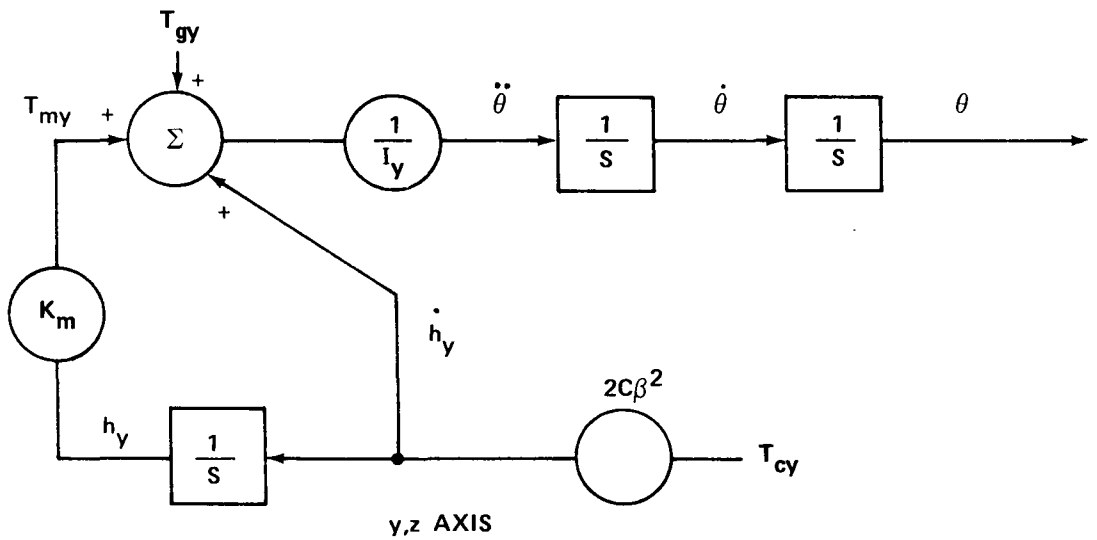 T_gy
+
T_my +
Σ
1/I_y
θ̈
1/S
θ̇
1/S
θ
+
K_m
ḣ_y
2Cβ²
h_y
1/S
T_cy
y,z AXIS